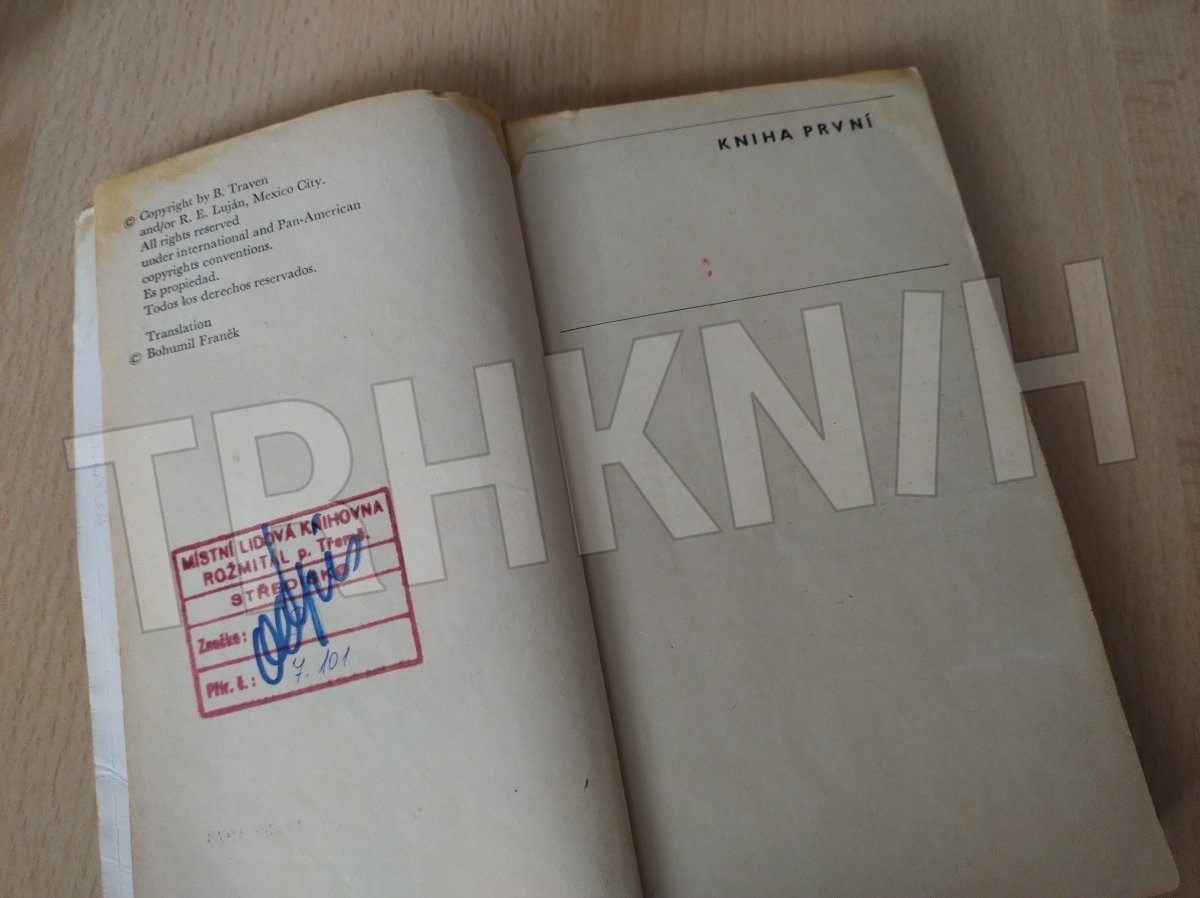 © Copyright by B. Traven
and/or R. E. Luján, Mexico City.
All rights reserved
under international and Pan-American
copyrights conventions.
Es propiedad.
Todos los derechos reservados.
Translation
© Bohumil Franěk
MÍSTNÍ LIDOVÁ KNIHOVNA
ROŽMITÁL p. Třemš.
STŘEDISKO
Značka:
Přír. č.: 7. 101
KNIHA PRVNÍ
TRHKNIH